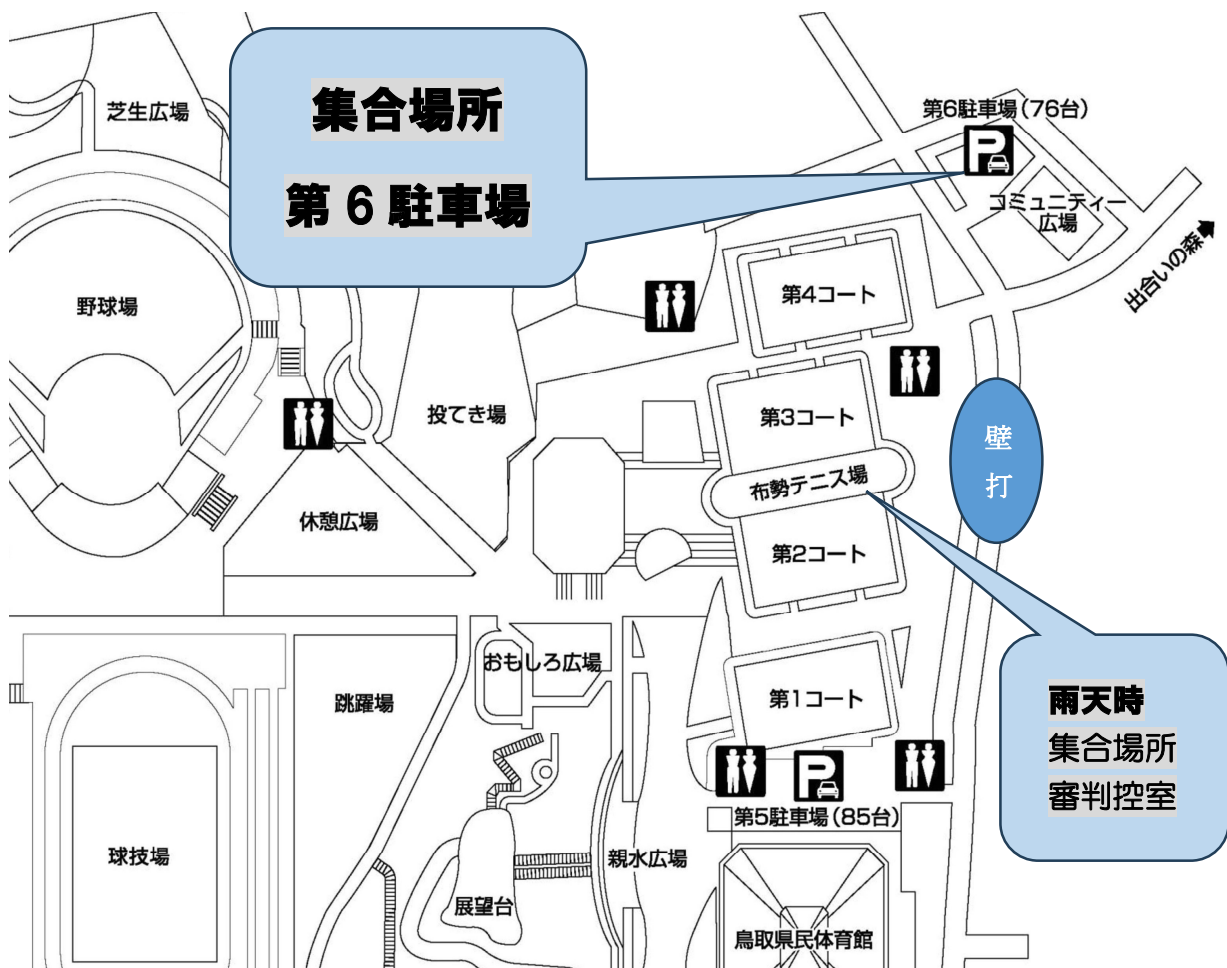 集合場所
第6駐車場
芝生広場
第6駐車場(76台)
P
コミュニティー
広場
出合いの森
第4コート
野球場
投てき場
第3コート
壁
打
布勢テニス場
休憩広場
第2コート
おもしろ広場
跳躍場
第1コート
雨天時
集合場所
審判控室
P
第5駐車場(85台)
球技場
親水広場
展望台
鳥取県民体育館